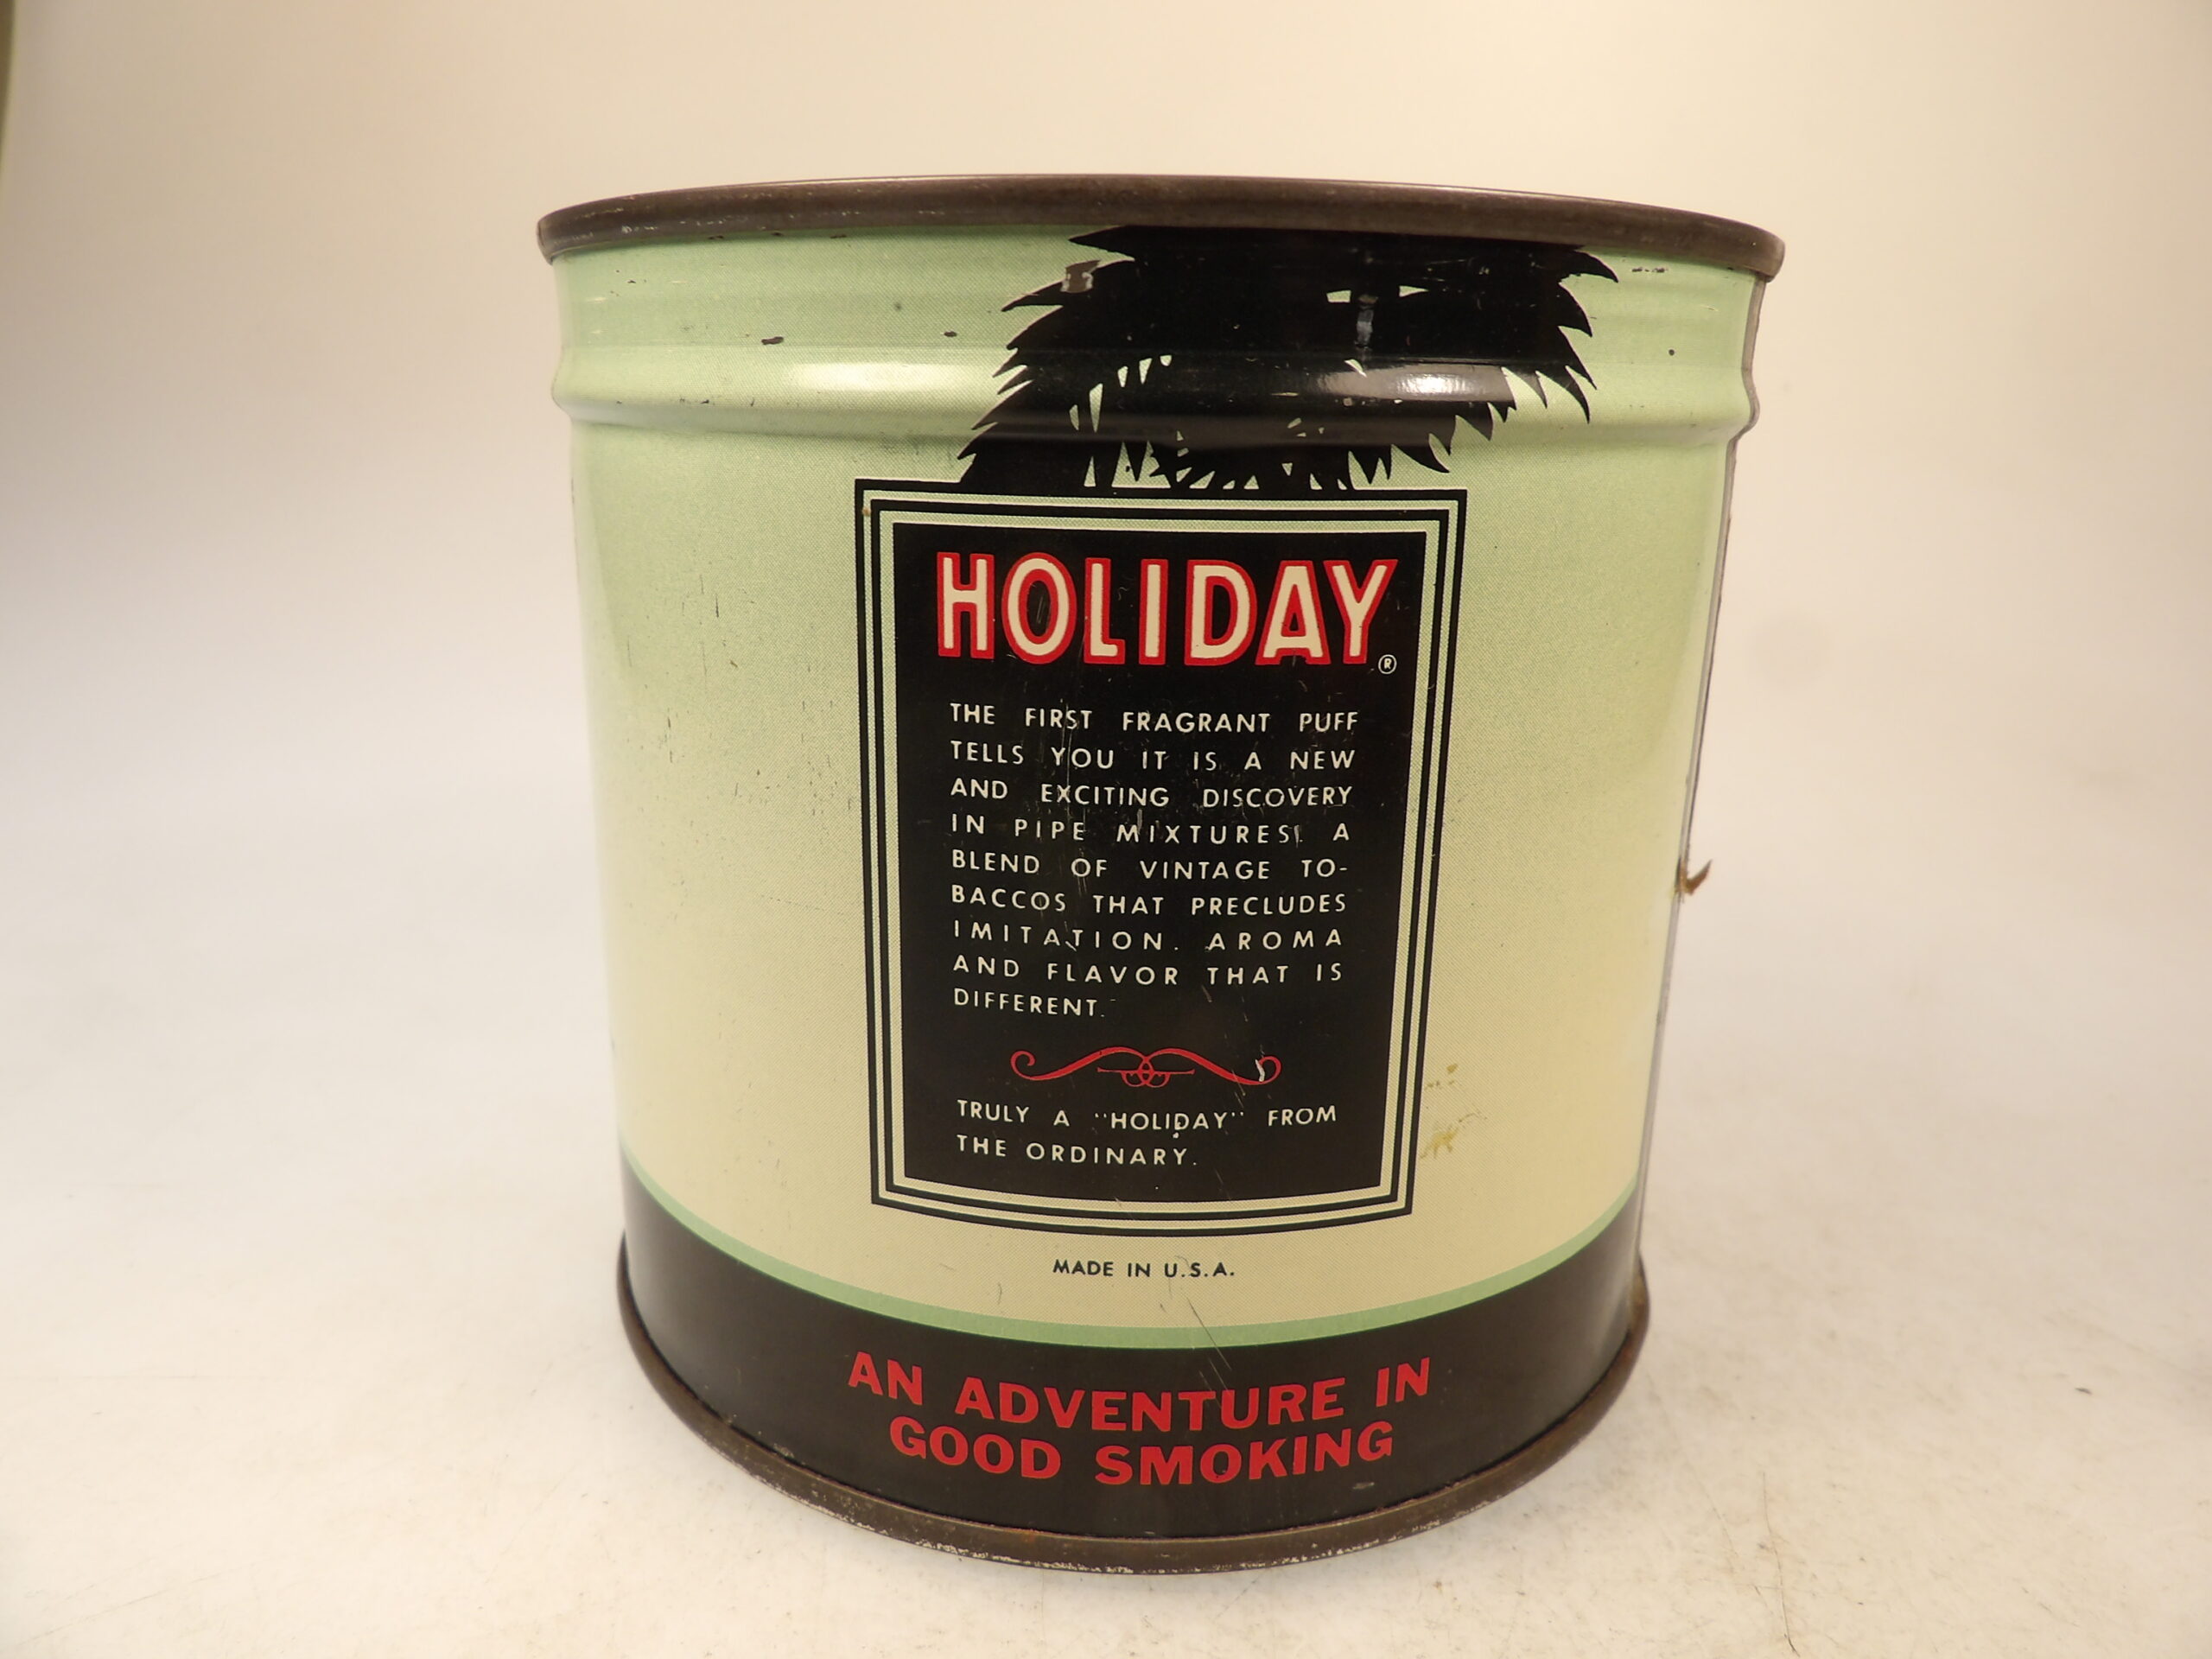 HOLIDAY®
THE FIRST FRAGRANT PUFF
TELLS YOU IT IS A NEW
AND EXCITING DISCOVERY
IN PIPE MIXTURES. A
BLEND OF VINTAGE TO-
BACCOS THAT PRECLUDES
IMITATION. AROMA
AND FLAVOR THAT IS
DIFFERENT.
TRULY A "HOLIDAY" FROM
THE ORDINARY.
MADE IN U.S.A.
AN ADVENTURE IN
GOOD SMOKING